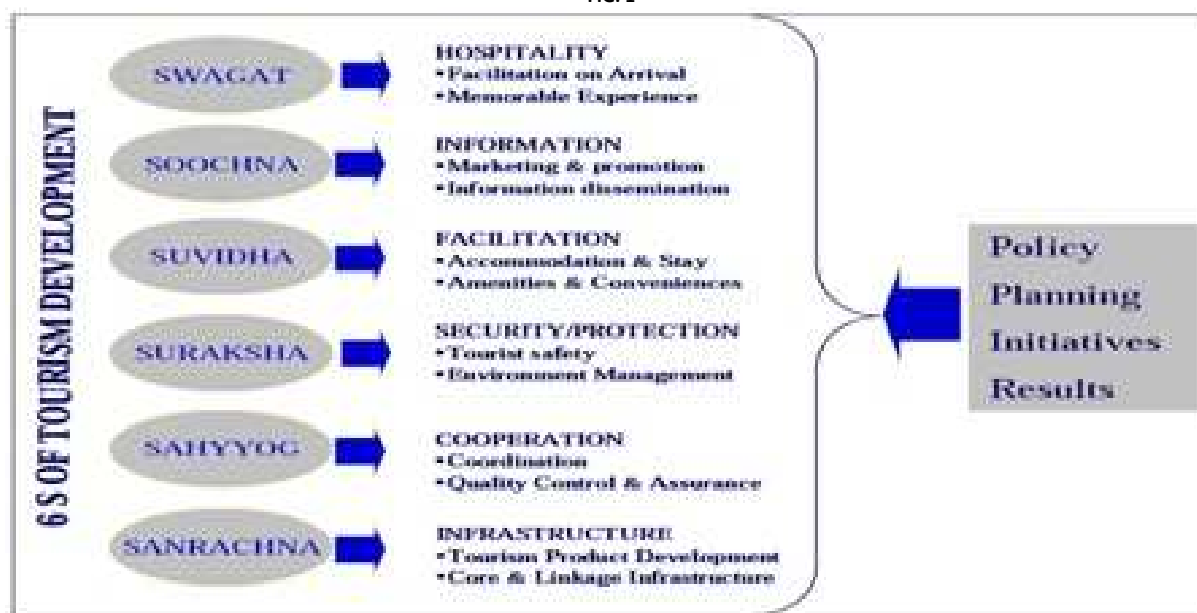 6 S OF TOURISM DEVELOPMENT
SWAGAT
HOSPITALITY
•Facilitation on Arrival
•Memorable Experience
SOOCHNA
INFORMATION
•Marketing & promotion
•Information dissemination
SUVIDHA
FACILITATION
•Accommodation & Stay
•Amenities & Conveniences
SURAKSHA
SECURITY/PROTECTION
•Tourist safety
•Environment Management
SAHYYOG
COOPERATION
•Coordination
•Quality Control & Assurance
SANRACHNA
INFRASTRUCTURE
•Tourism Product Development
•Core & Linkage Infrastructure
Policy
Planning
Initiatives
Results